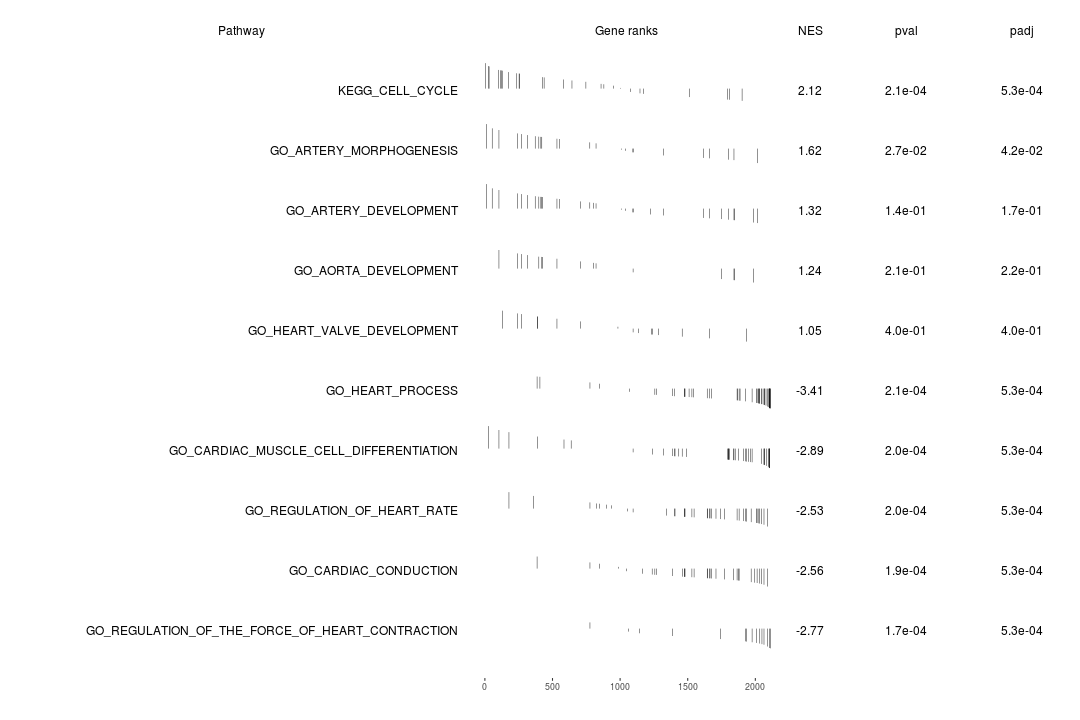 Pathway Gene ranks NES pval padj
KEGG_CELL_CYCLE 2.12 2.1e-04 5.3e-04
GO_ARTERY_MORPHOGENESIS 1.62 2.7e-02 4.2e-02
GO_ARTERY_DEVELOPMENT 1.32 1.4e-01 1.7e-01
GO_AORTA_DEVELOPMENT 1.24 2.1e-01 2.2e-01
GO_HEART_VALVE_DEVELOPMENT 1.05 4.0e-01 4.0e-01
GO_HEART_PROCESS -3.41 2.1e-04 5.3e-04
GO_CARDIAC_MUSCLE_CELL_DIFFERENTIATION -2.89 2.0e-04 5.3e-04
GO_REGULATION_OF_HEART_RATE -2.53 2.0e-04 5.3e-04
GO_CARDIAC_CONDUCTION -2.56 1.9e-04 5.3e-04
GO_REGULATION_OF_THE_FORCE_OF_HEART_CONTRACTION -2.77 1.7e-04 5.3e-04
0 500 1000 1500 2000